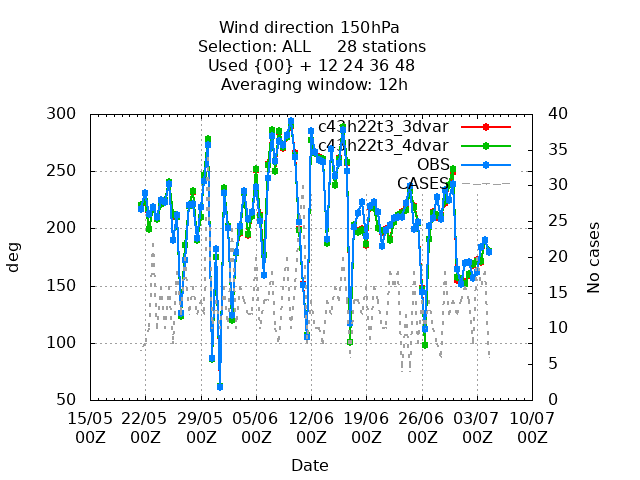 Wind direction 150hPa
Selection: ALL 28 stations
Used {00} + 12 24 36 48
Averaging window: 12h
300
250
200
150
100
50
deg
40
35
30
25
20
15
10
5
0
No cases
c43h22t3_3dvar
c43h22t3_4dvar
OBS
CASES
15/05 22/05 29/05 05/06 12/06 19/06 26/06 03/07 10/07
00Z 00Z 00Z 00Z 00Z 00Z 00Z 00Z 00Z
Date